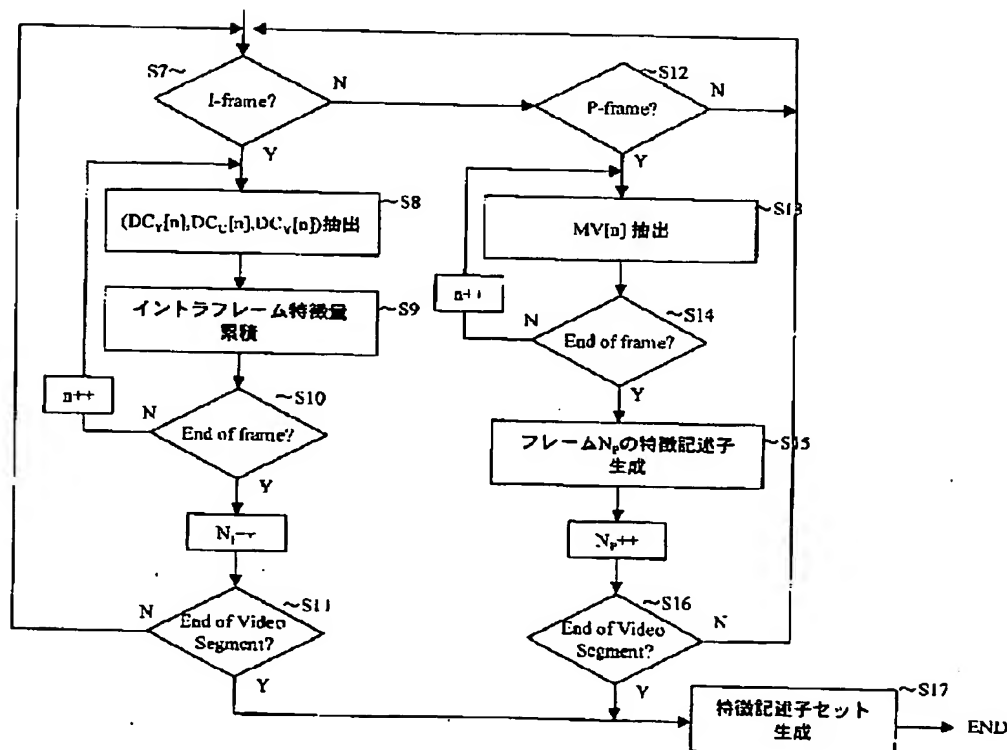 S7~
I-frame?
N
Y
~S12
P-frame?
N
Y
~S8
(DC_Y[n],DC_U[n],DC_V[n])抽出
~S13
MV[n] 抽出
イントラフレーム特徴量
累積
~S9
n++
n++
~S14
End of frame?
N
Y
~S10
End of frame?
N
Y
フレームN_Pの特徴記述子
生成
~S15
N_P++
~S11
End of Video
Segment?
N
Y
~S16
End of Video
Segment?
N
Y
~S17
特徴記述子セット
生成
END